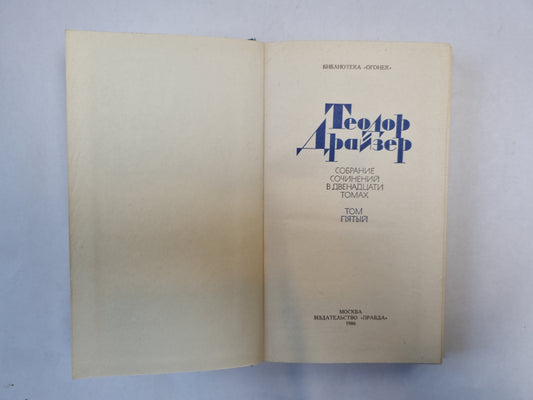 БИБЛИОТЕКА «ОГОНЕК»
Теодор
Драйзер
СОБРАНИЕ
СОЧИНЕНИЙ
В ДВЕНАДЦАТИ
ТОМАХ
ТОМ
ПЯТЫЙ
МОСКВА
ИЗДАТЕЛЬСТВО «ПРАВДА»
1986